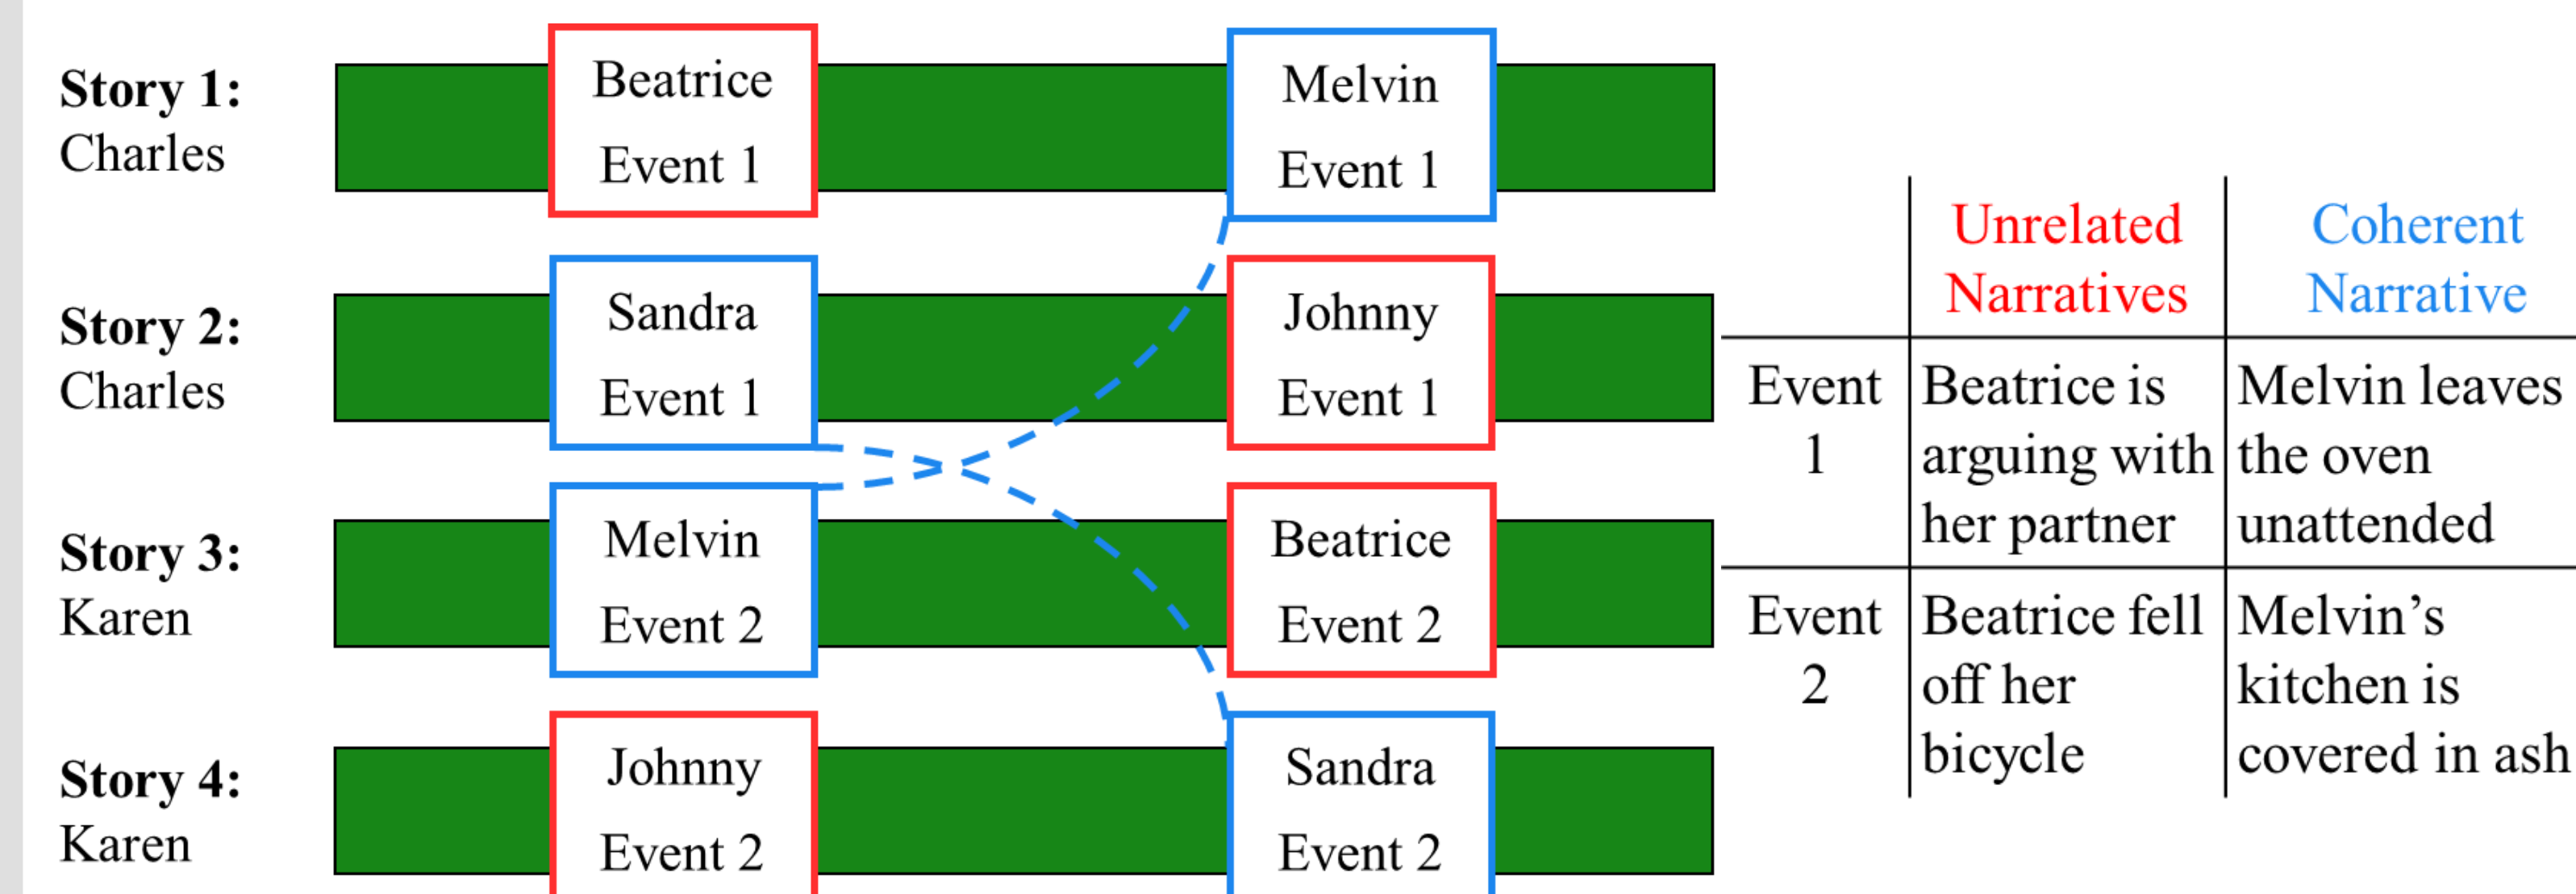 Story 1:
Charles
Beatrice
Event 1
Melvin
Event 1
Story 2:
Charles
Sandra
Event 1
Johnny
Event 1
Story 3:
Karen
Melvin
Event 2
Beatrice
Event 2
Story 4:
Karen
Johnny
Event 2
Sandra
Event 2
Unrelated
Narratives
Coherent
Narrative
Event
1
Beatrice is
arguing with
her partner
Melvin leaves
the oven
unattended
Event
2
Beatrice fell
off her
bicycle
Melvin’s
kitchen is
covered in ash